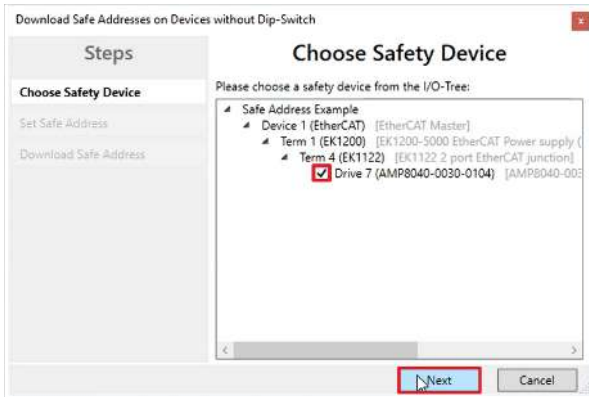 Download Safe Addresses on Devices without Dip-Switch
x
Steps
Choose Safety Device
Set Safe Address
Download Safe Address
Choose Safety Device
Please choose a safety device from the I/O-Tree:
Safe Address Example
Device 1 (EtherCAT) [EtherCAT Master]
Term 1 (EK1200) [EK1200-5000 EtherCAT Power supply (
Term 4 (EK1122) [EK1122 2 port EtherCAT junction]
Drive 7 (AMP8040-0030-0104) [AMP8040-003
Next
Cancel